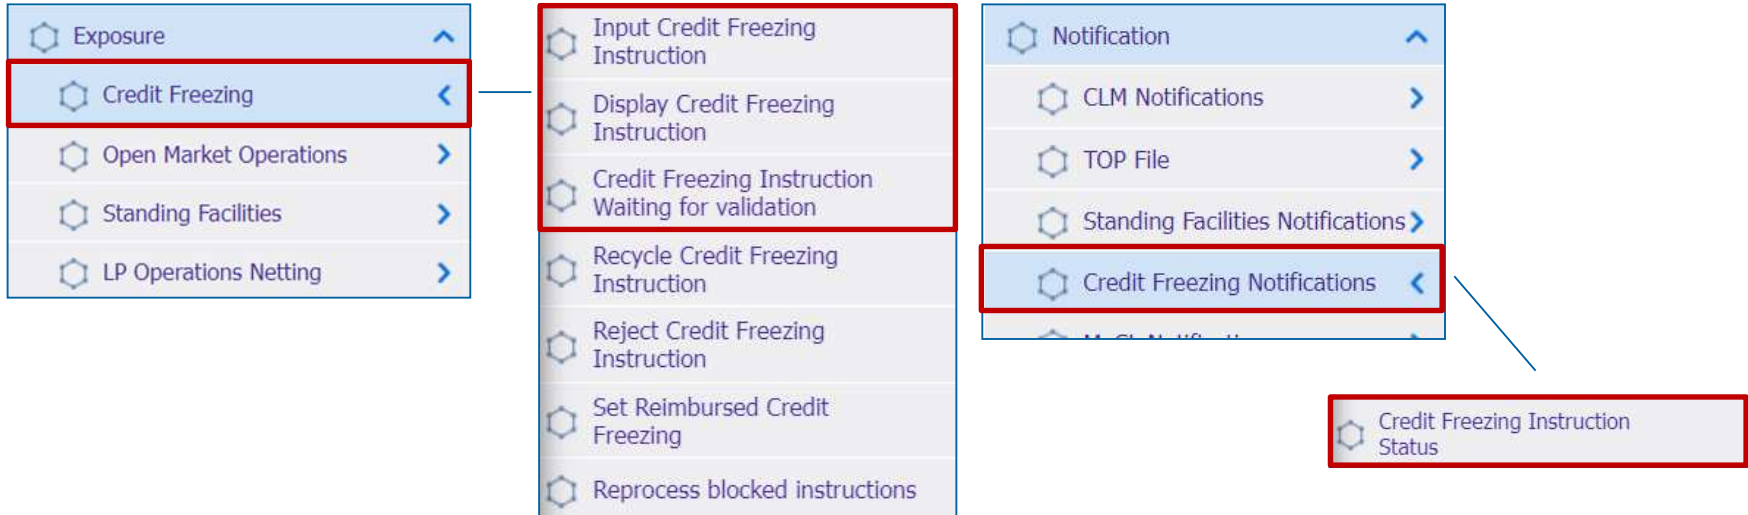 Exposure
Credit Freezing
Open Market Operations
Standing Facilities
LP Operations Netting
Input Credit Freezing
Instruction
Display Credit Freezing
Instruction
Credit Freezing Instruction
Waiting for validation
Recycle Credit Freezing
Instruction
Reject Credit Freezing
Instruction
Set Reimbursed Credit
Freezing
Reprocess blocked instructions
Notification
CLM Notifications
TOP File
Standing Facilities Notifications
Credit Freezing Notifications
Credit Freezing Instruction
Status